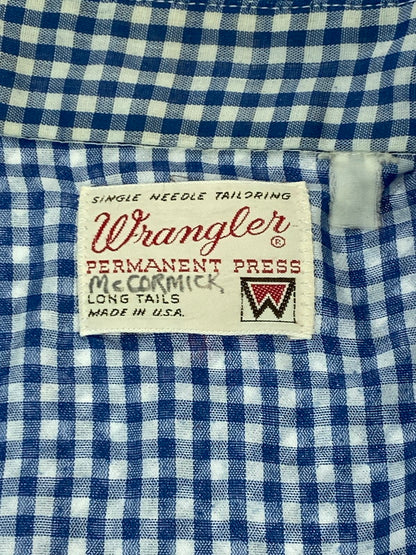 SINGLE NEEDLE TAILORING
Wrangler®
PERMANENT PRESS
McCORMICK
LONG TAILS
MADE IN U.S.A.
W